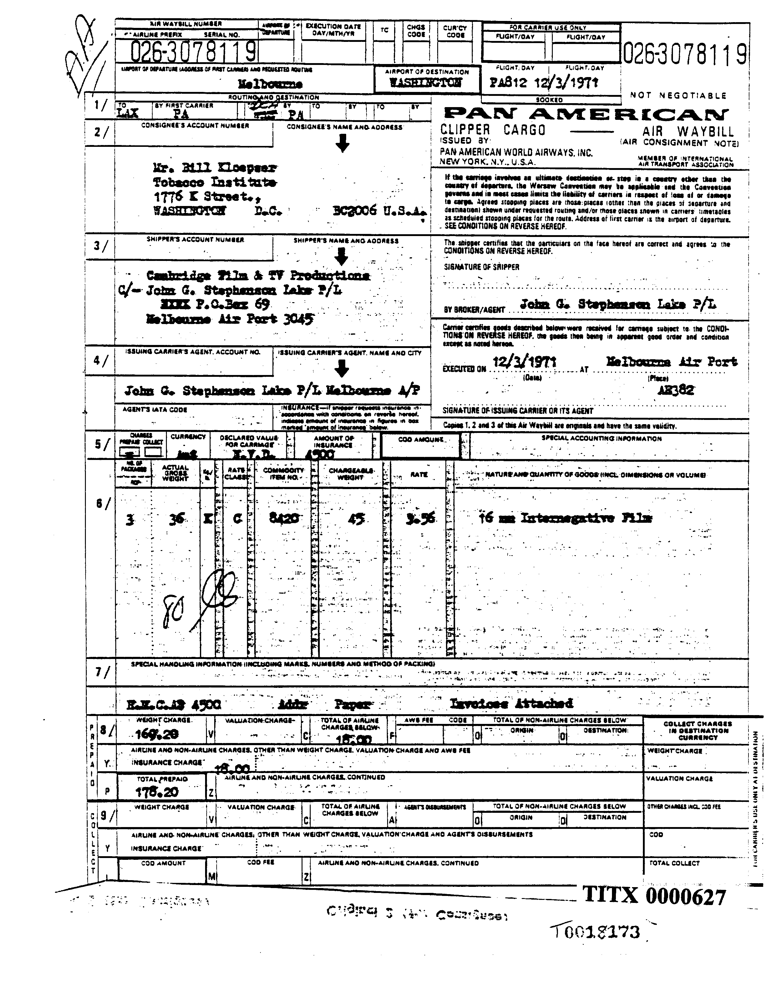 AIR WAYBILL NUMBER
AIRLINE PREFIX SERIAL NO.
AIRPORT OF DEPARTURE
EXECUTION DATE DAY/MTH/YR
TC
CHGS CODE
CUR'CY CODE
FOR CARRIER USE ONLY
FLIGHT/DAY FLIGHT/DAY
026-3078119
026-3078119
AIRPORT OF DEPARTURE (ADDRESS OF FIRST CARRIER) AND REQUESTED ROUTING
Melbourne
AIRPORT OF DESTINATION
WASHINGTON
FLIGHT/DAY FLIGHT/DAY
PA812 12/3/1971
NOT NEGOTIABLE
1/
ROUTING AND DESTINATION
BOOKED
TO BY FIRST CARRIER TO BY TO BY TO BY
LAX PA PA
PAN AMERICAN
CLIPPER CARGO — AIR WAYBILL
ISSUED BY (AIR CONSIGNMENT NOTE)
PAN AMERICAN WORLD AIRWAYS, INC.
NEW YORK, N.Y., U.S.A.
MEMBER OF INTERNATIONAL
AIR TRANSPORT ASSOCIATION
2/
CONSIGNEE'S ACCOUNT NUMBER CONSIGNEE'S NAME AND ADDRESS
Mr. Bill Kloepser
Tobacco Institute
1776 K Street.,
WASHINGTON D.C. BC2006 U.S.A.
If the carriage involves an ultimate destination or stop in a country other than the
country of departure, the Warsaw Convention may be applicable and the Convention
governs and in most cases limits the liability of carriers in respect of loss of or damage
to cargo. Agreed stopping places are those places (other than the places of departure and
destination) shown under requested routing and/or those places shown in carriers' timetables
as scheduled stopping places for the route. Address of first carrier is the airport of departure.
SEE CONDITIONS ON REVERSE HEREOF.
3/
SHIPPER'S ACCOUNT NUMBER SHIPPER'S NAME AND ADDRESS
Cambridge Film & TV Productions
C/- John G. Stephenson Lake P/L
P.O.Box 69
Melbourne Air Port 3045
The shipper certifies that the particulars on the face hereof are correct and agrees to the
CONDITIONS ON REVERSE HEREOF.
SIGNATURE OF SHIPPER
BY BROKER/AGENT John G. Stephenson Lake P/L
Carrier certifies goods described below were received for carriage subject to the CONDI-
TIONS ON REVERSE HEREOF, the goods then being in apparent good order and condition
except as noted hereon.
4/
ISSUING CARRIER'S AGENT, ACCOUNT NO. ISSUING CARRIER'S AGENT, NAME AND CITY
John G. Stephenson Lake P/L Melbourne A/P
EXECUTED ON 12/3/1971 AT Melbourne Air Port
(Date) (Place)
AB382
AGENT'S IATA CODE
INSURANCE—If shipper requests insurance in
accordance with conditions on reverse hereof,
indicate amount of insurance in figures in box
marked 'amount of insurance' below.
SIGNATURE OF ISSUING CARRIER OR ITS AGENT
Copies 1, 2 and 3 of this Air Waybill are originals and have the same validity.
5/
CHARGES PREPAID COLLECT
CURRENCY
DECLARED VALUE FOR CARRIAGE
N.V.D.
AMOUNT OF INSURANCE
4500
COD AMOUNT
SPECIAL ACCOUNTING INFORMATION
6/
NO. OF PACKAGES
ACTUAL GROSS WEIGHT
RATE CLASS
COMMODITY ITEM NO.
CHARGEABLE WEIGHT
RATE
NATURE AND QUANTITY OF GOODS (INCL. DIMENSIONS OR VOLUME)
3 36 K C 8420 45 3.56 16 mm Internegative Film
80
7/
SPECIAL HANDLING INFORMATION (INCLUDING MARKS, NUMBERS AND METHOD OF PACKING)
4500 Addr Paper Invoices Attached
PREPAID
8/
WEIGHT CHARGE
160.20
VALUATION CHARGE
V
TOTAL OF AIRLINE CHARGES BELOW
18.00
C
AWB FEE CODE
F
TOTAL OF NON-AIRLINE CHARGES BELOW
O ORIGIN D DESTINATION
COLLECT CHARGES
IN DESTINATION
CURRENCY
AIRLINE AND NON-AIRLINE CHARGES, OTHER THAN WEIGHT CHARGE, VALUATION CHARGE AND AWB FEE
Y INSURANCE CHARGE 18.00
WEIGHT CHARGE
TOTAL PREPAID
P 178.20
Z AIRLINE AND NON-AIRLINE CHARGES, CONTINUED
VALUATION CHARGE
COLLECT
9/
WEIGHT CHARGE
V VALUATION CHARGE
C TOTAL OF AIRLINE CHARGES BELOW
A AGENT'S DISBURSEMENTS
TOTAL OF NON-AIRLINE CHARGES BELOW
O ORIGIN D DESTINATION
OTHER CHARGES INCL. COD FEE
AIRLINE AND NON-AIRLINE CHARGES, OTHER THAN WEIGHT CHARGE, VALUATION CHARGE AND AGENT'S DISBURSEMENTS
Y INSURANCE CHARGE
COD
COD AMOUNT
M COD FEE
Z AIRLINE AND NON-AIRLINE CHARGES, CONTINUED
TOTAL COLLECT
FOR CARRIER'S USE ONLY AT DESTINATION
TITX 0000627
T0018173